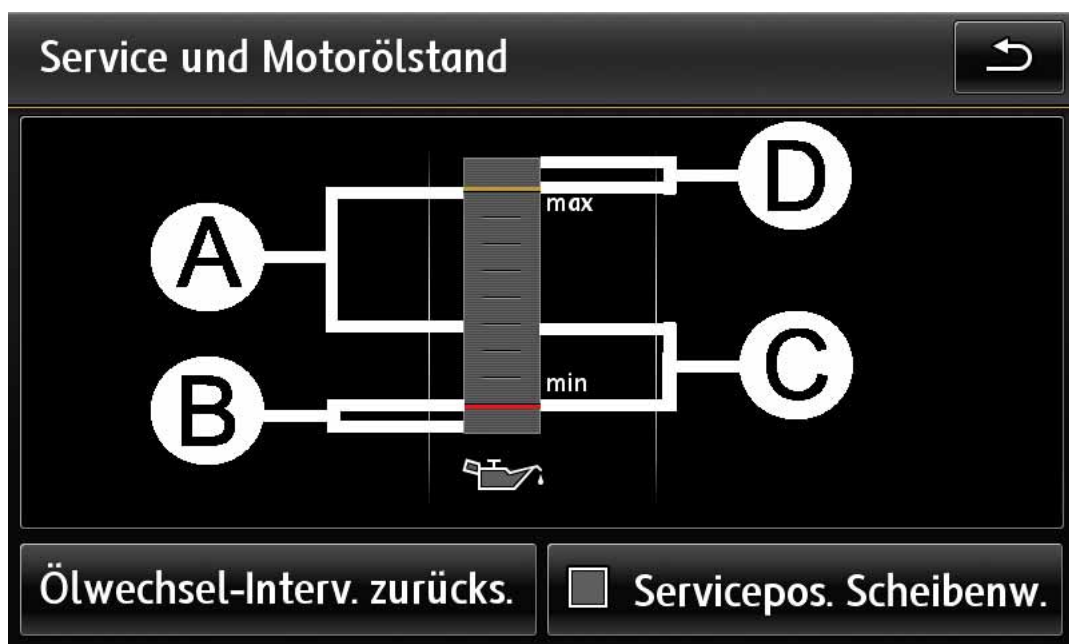 Service und Motorölstand
D
max
A
C
min
B
Ölwechsel-Interv. zurücks.
Servicepos. Scheibenw.